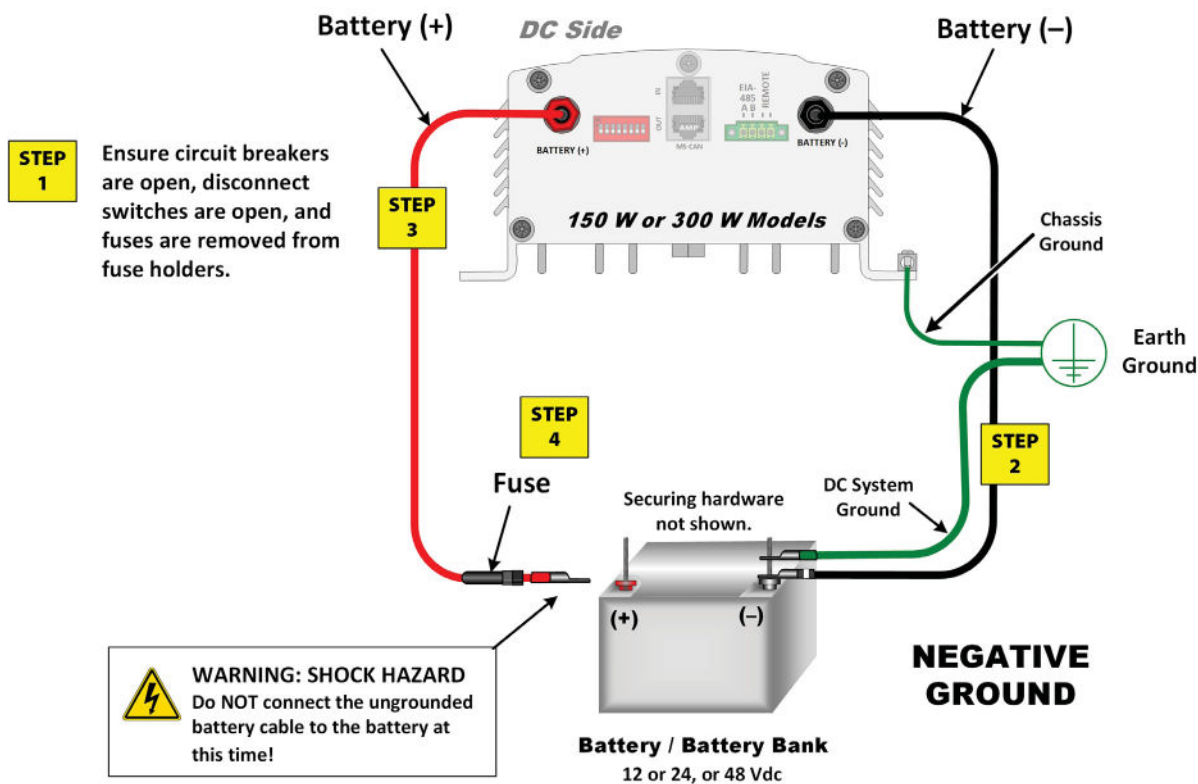 DC Side
Battery (+)
Battery (–)
IN
OUT
AMP
MS-CAN
EIA-
485
A B
REMOTE
BATTERY (+)
BATTERY (-)
150 W or 300 W Models
STEP
1
Ensure circuit breakers
are open, disconnect
switches are open, and
fuses are removed from
fuse holders.
STEP
3
Chassis
Ground
Earth
Ground
STEP
4
STEP
2
Fuse
Securing hardware
not shown.
DC System
Ground
(+)
(–)
WARNING: SHOCK HAZARD
Do NOT connect the ungrounded
battery cable to the battery at
this time!
NEGATIVE
GROUND
Battery / Battery Bank
12 or 24, or 48 Vdc